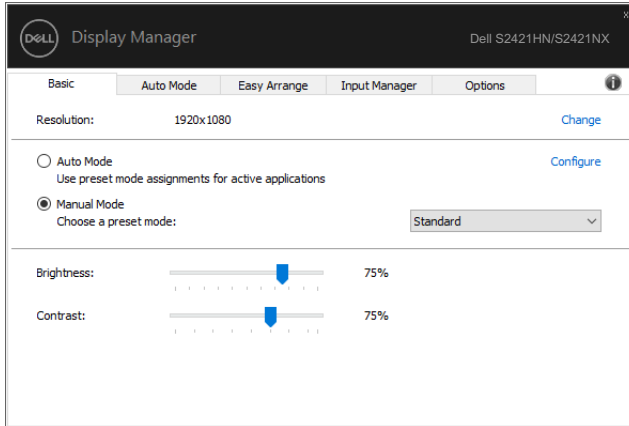 x
DELL Display Manager Dell S2421HN/S2421NX
Basic Auto Mode Easy Arrange Input Manager Options i
Resolution: 1920x1080 Change
Auto Mode Configure
Use preset mode assignments for active applications
Manual Mode
Choose a preset mode: Standard
Brightness: 75%
Contrast: 75%